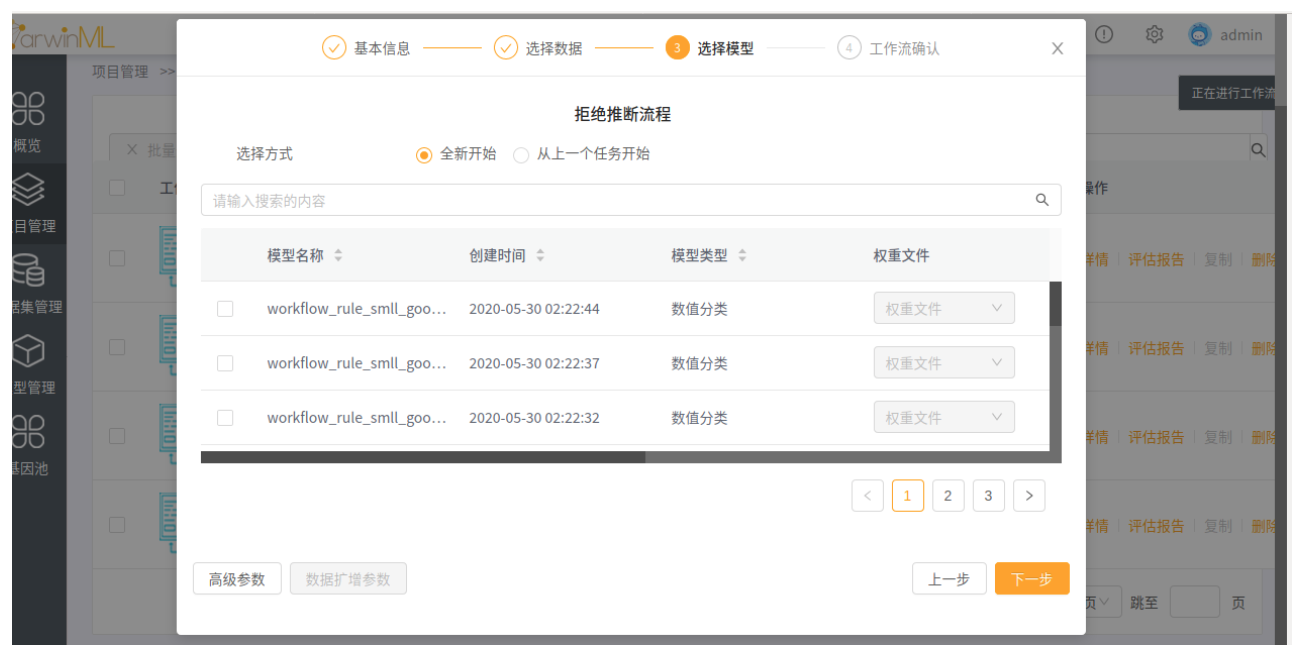 arwinML
基本信息
选择数据
3 选择模型
4 工作流确认
admin
项目管理 >>
正在进行工作流
拒绝推断流程
概览
批量
选择方式
全新开始
从上一个任务开始
请输入搜索的内容
操作
目管理
模型名称
创建时间
模型类型
权重文件
详情 评估报告 复制 删除
据集管理
workflow_rule_smll_goo... 2020-05-30 02:22:44 数值分类 权重文件
workflow_rule_smll_goo... 2020-05-30 02:22:37 数值分类 权重文件
详情 评估报告 复制 删除
型管理
workflow_rule_smll_goo... 2020-05-30 02:22:32 数值分类 权重文件
详情 评估报告 复制 删除
基因池
< 1 2 3 >
详情 评估报告 复制 删除
高级参数
数据扩增参数
上一步
下一步
页 跳至 页